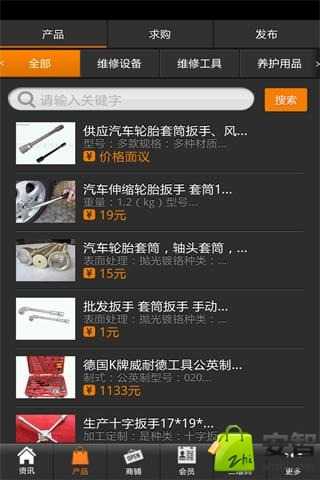 产品
求购
发布
全部
维修设备
维修工具
养护用品
请输入关键字
搜索
供应汽车轮胎套筒扳手、风...
型号：多款规格：多种材质...
¥ 价格面议
汽车伸缩轮胎扳手 套筒1...
重量：1.2（kg）型号...
¥ 19元
汽车轮胎套筒，轴头套筒，...
表面处理：抛光镀铬种类：...
¥ 15元
批发扳手 套筒扳手 手动...
表面处理：抛光镀铬种类：...
¥ 1元
德国K牌威耐德工具公英制...
制式：公英制型号：020...
¥ 1133元
生产十字扳手17*19*...
加工定制：是种类：十字扳...
资讯
产品
OPEN
商铺
会员
zhi
更多
安智